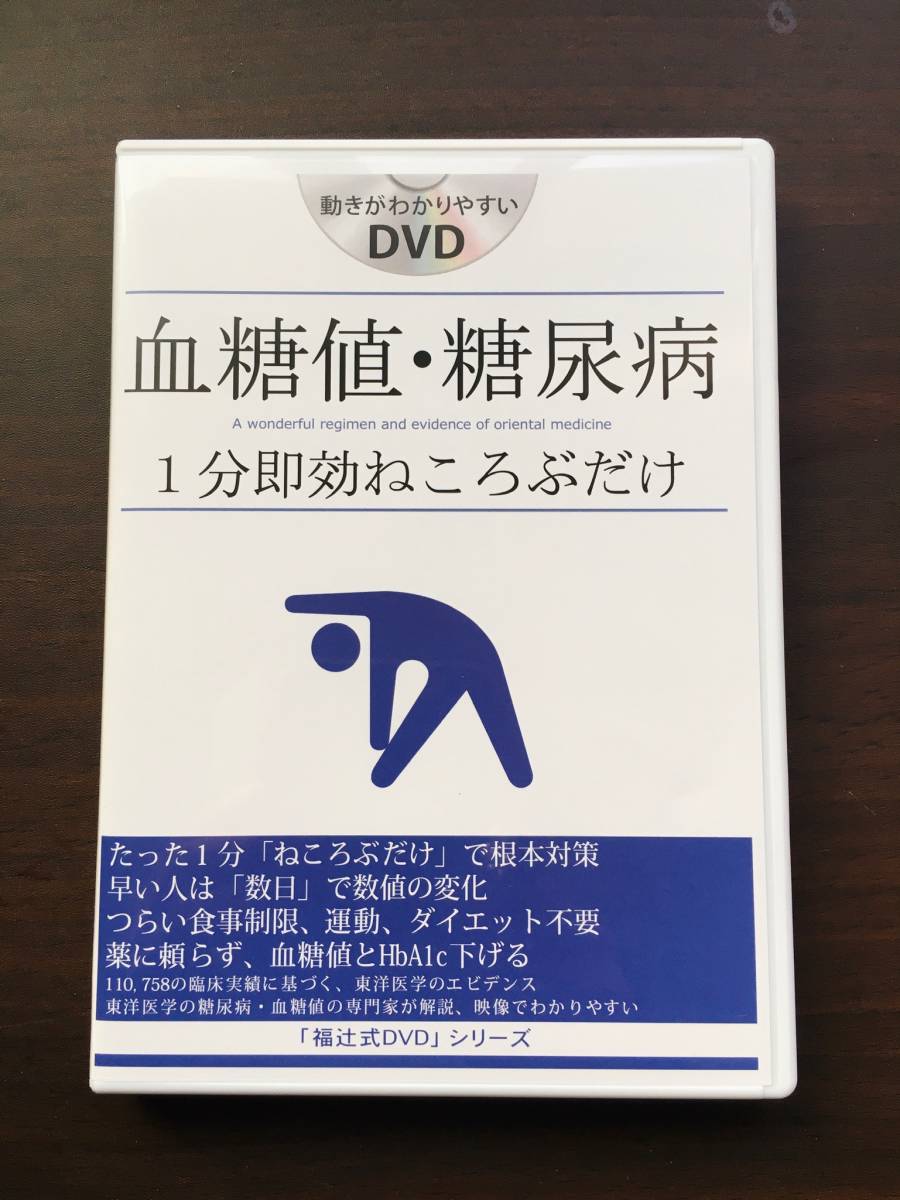 動きがわかりやすい
DVD
血糖値・糖尿病
A wonderful regimen and evidence of oriental medicine
１分即効ねころぶだけ
たった１分「ねころぶだけ」で根本対策
早い人は「数日」で数値の変化
つらい食事制限、運動、ダイエット不要
薬に頼らず、血糖値とHbA1c下げる
110,758の臨床実績に基づく、東洋医学のエビデンス
東洋医学の糖尿病・血糖値の専門家が解説、映像でわかりやすい
「福辻式DVD」シリーズ